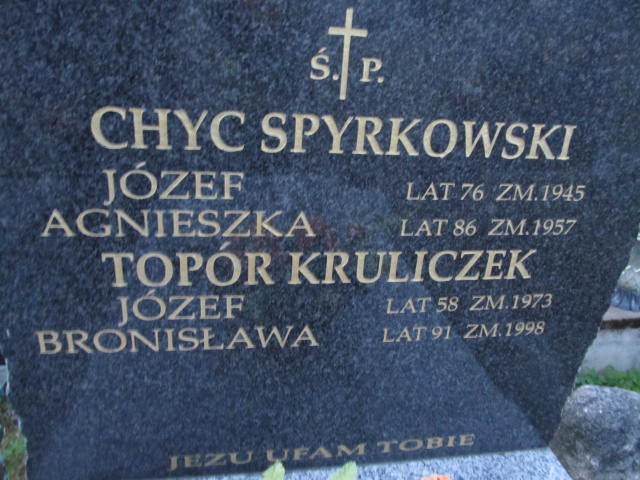 Ś. P.
CHYC SPYRKOWSKI
JÓZEF LAT 76 ZM.1945
AGNIESZKA LAT 86 ZM.1957
TOPÓR KRULICZEK
JÓZEF LAT 58 ZM.1973
BRONISŁAWA LAT 91 ZM.1998
JEZU UFAM TOBIE